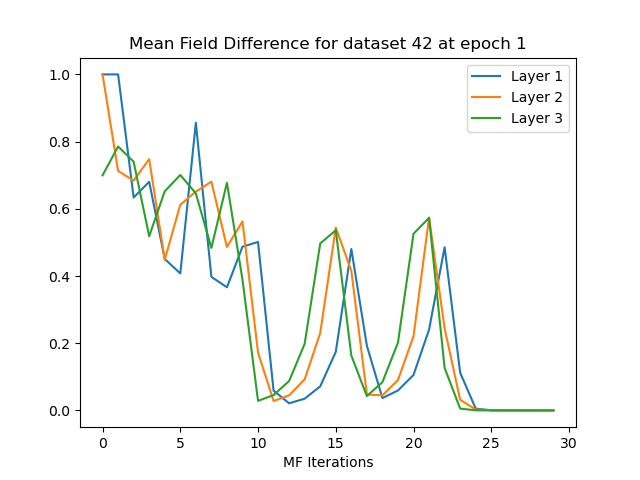 Mean Field Difference for dataset 42 at epoch 1
Layer 1
Layer 2
Layer 3
1.0
0.8
0.6
0.4
0.2
0.0
0 5 10 15 20 25 30
MF Iterations